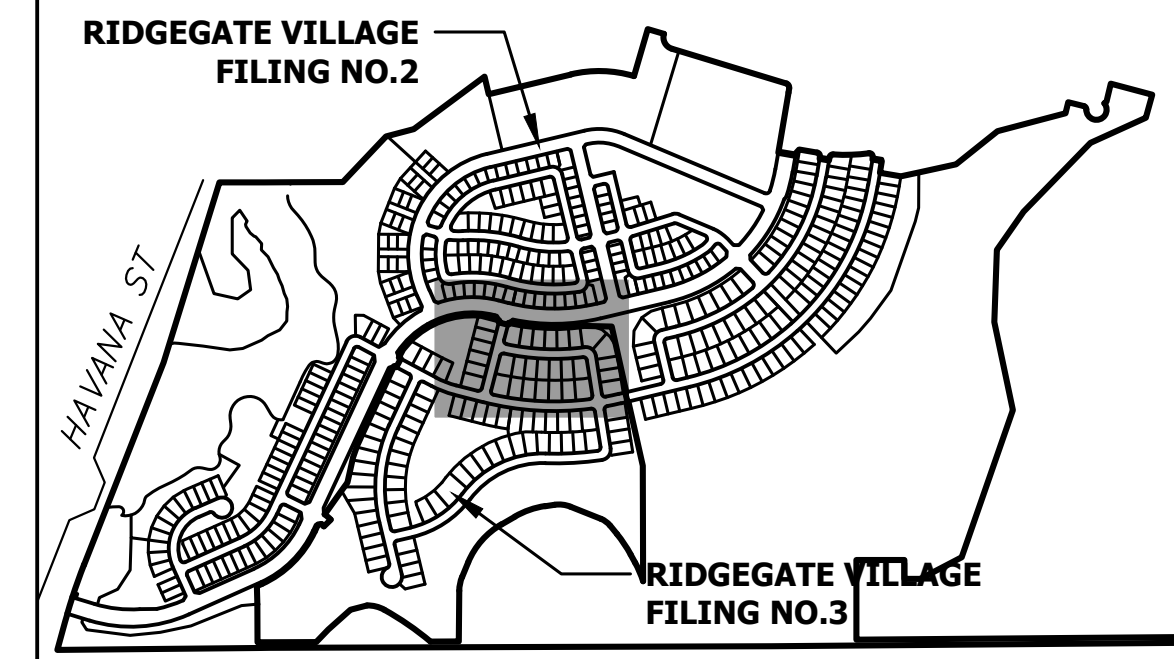 RIDGEGATE VILLAGE
FILING NO.2
HAVANA ST
RIDGEGATE VILLAGE
FILING NO.3